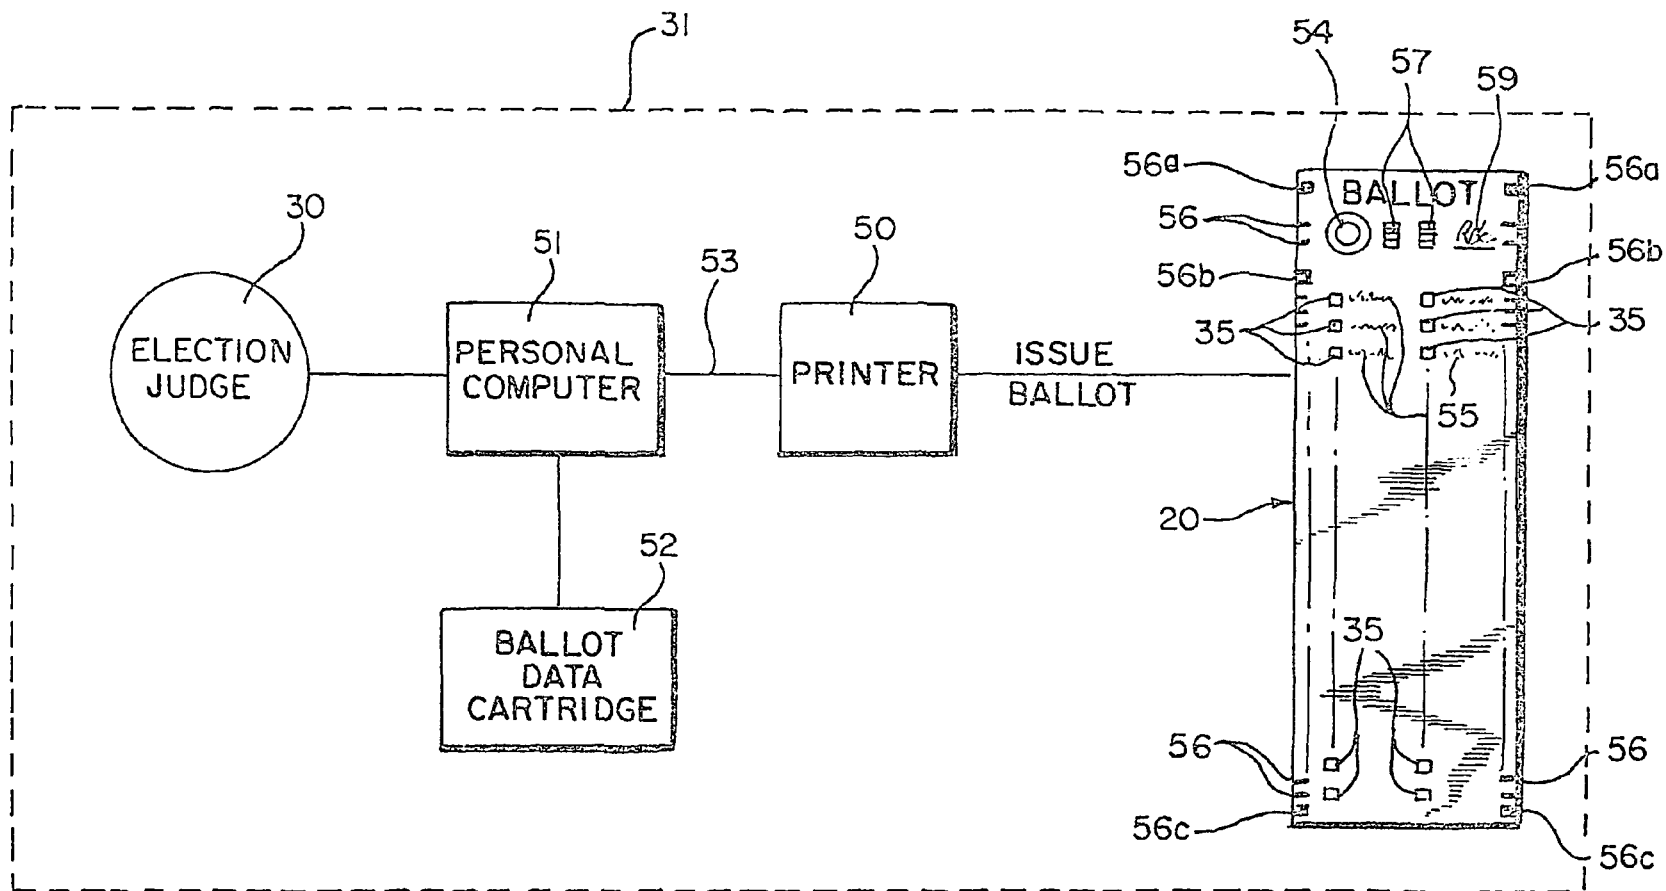 31
54
57
59
56a
BALLOT
56a
30
56
51
53
50
56b
56b
ELECTION
JUDGE
PERSONAL
COMPUTER
PRINTER
ISSUE
BALLOT
35
35
55
20
52
BALLOT
DATA
CARTRIDGE
35
56
56
56c
56c